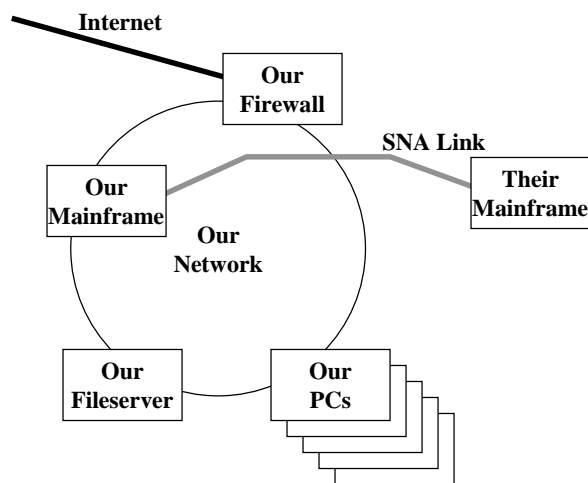 Internet
Our
Firewall
SNA Link
Our
Mainframe
Their
Mainframe
Our
Network
Our
Fileserver
Our
PCs